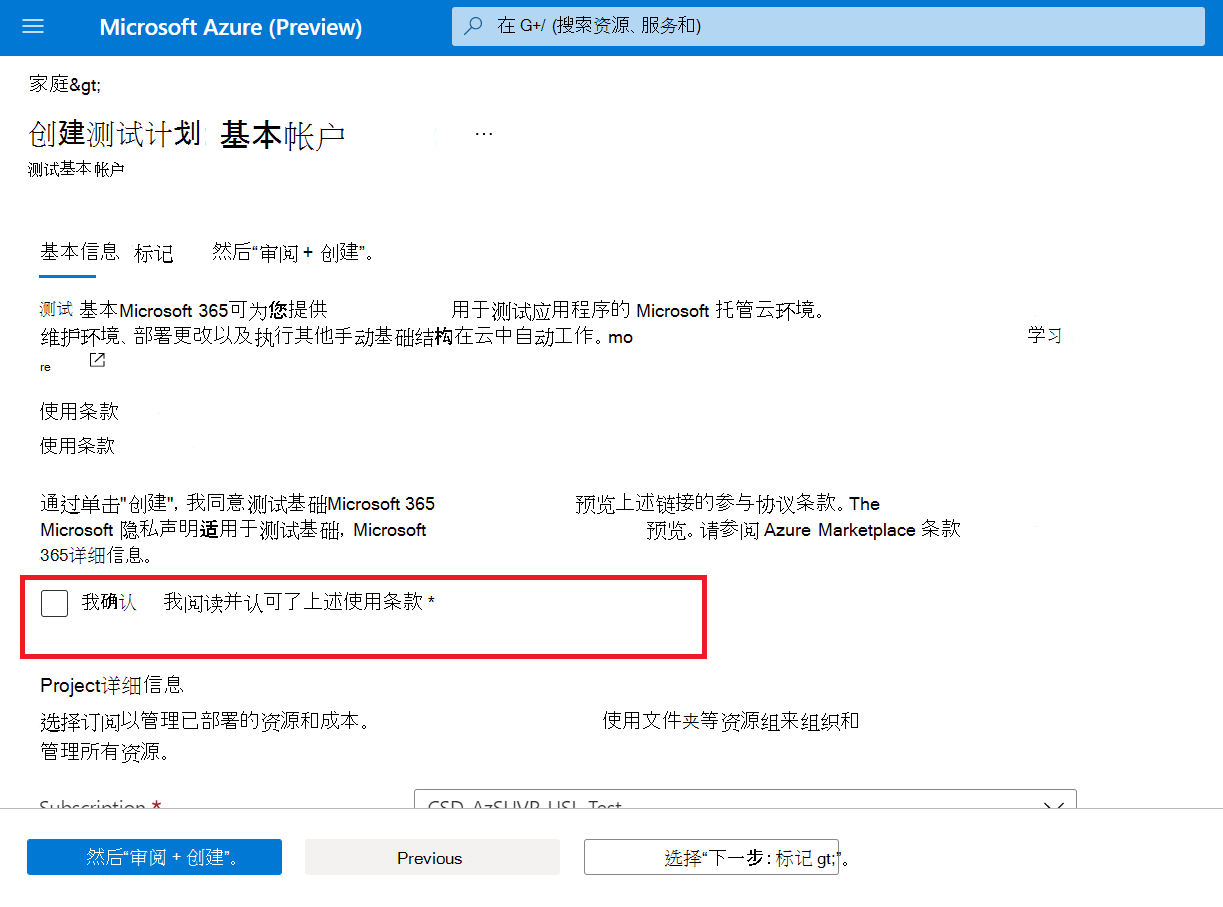 Microsoft Azure (Preview)
在 G+/ (搜索资源、服务和)
家庭&gt;
创建测试计划 基本帐户 ...
测试基本帐户
基本信息 标记 然后“审阅 + 创建”。
测试 基本Microsoft 365可为您提供 用于测试应用程序的 Microsoft 托管云环境。
维护环境、部署更改以及执行其他手动基础结构在云中自动工作。mo 学习
re
使用条款
使用条款
通过单击"创建", 我同意测试基础Microsoft 365 预览上述链接的参与协议条款。The
Microsoft 隐私声明适用于测试基础, Microsoft 预览。请参阅 Azure Marketplace 条款
365详细信息。
我确认 我阅读并认可了上述使用条款 *
Project详细信息
选择订阅以管理已部署的资源和成本。 使用文件夹等资源组来组织和
管理所有资源。
Subscription * CSD_AzSUVP_USL_Test
然后“审阅 + 创建”。 Previous 选择“下一步: 标记 gt;”。